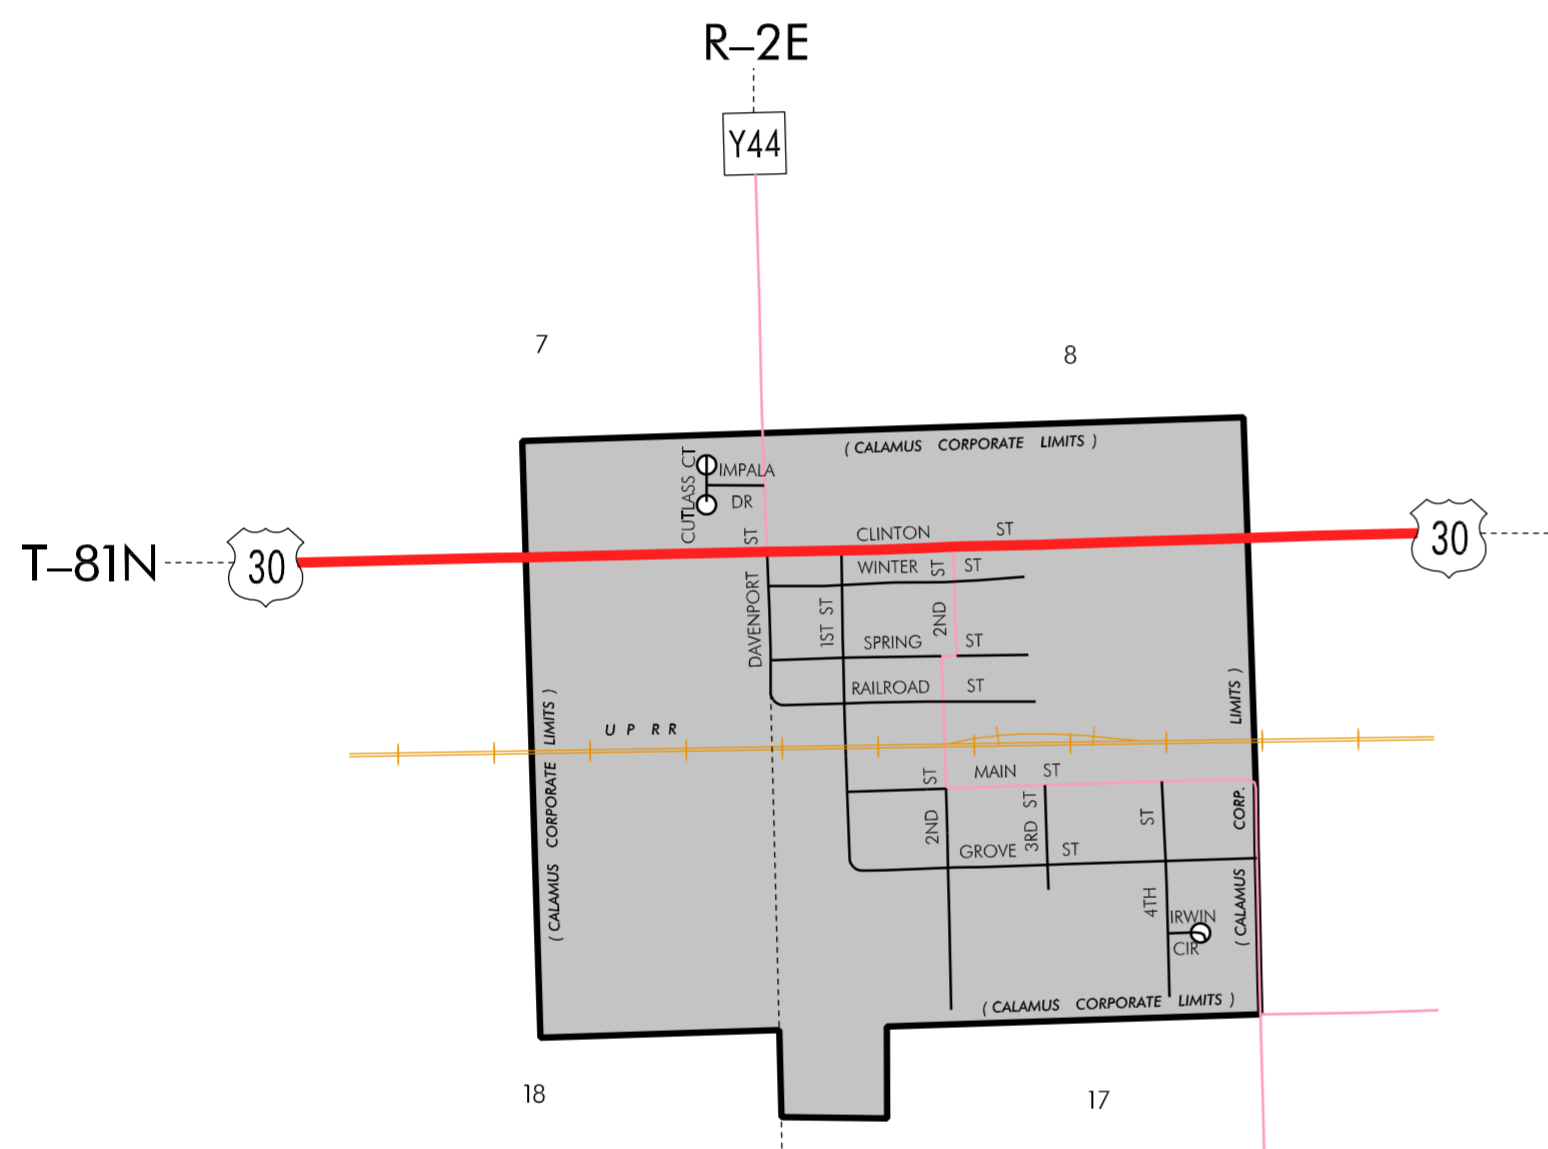 R–2E
Y44
7
8
( CALAMUS CORPORATE LIMITS )
CUTLASS CT
IMPALA
DR
T–81N
30
CLINTON ST
30
DAVENPORT ST
WINTER ST
1ST ST
2ND ST
SPRING ST
RAILROAD ST
U P R R
( CALAMUS CORPORATE LIMITS )
( CALAMUS CORP. LIMITS )
MAIN ST
2ND ST
3RD ST
4TH ST
GROVE ST
IRWIN
CIR
( CALAMUS CORPORATE LIMITS )
18
17